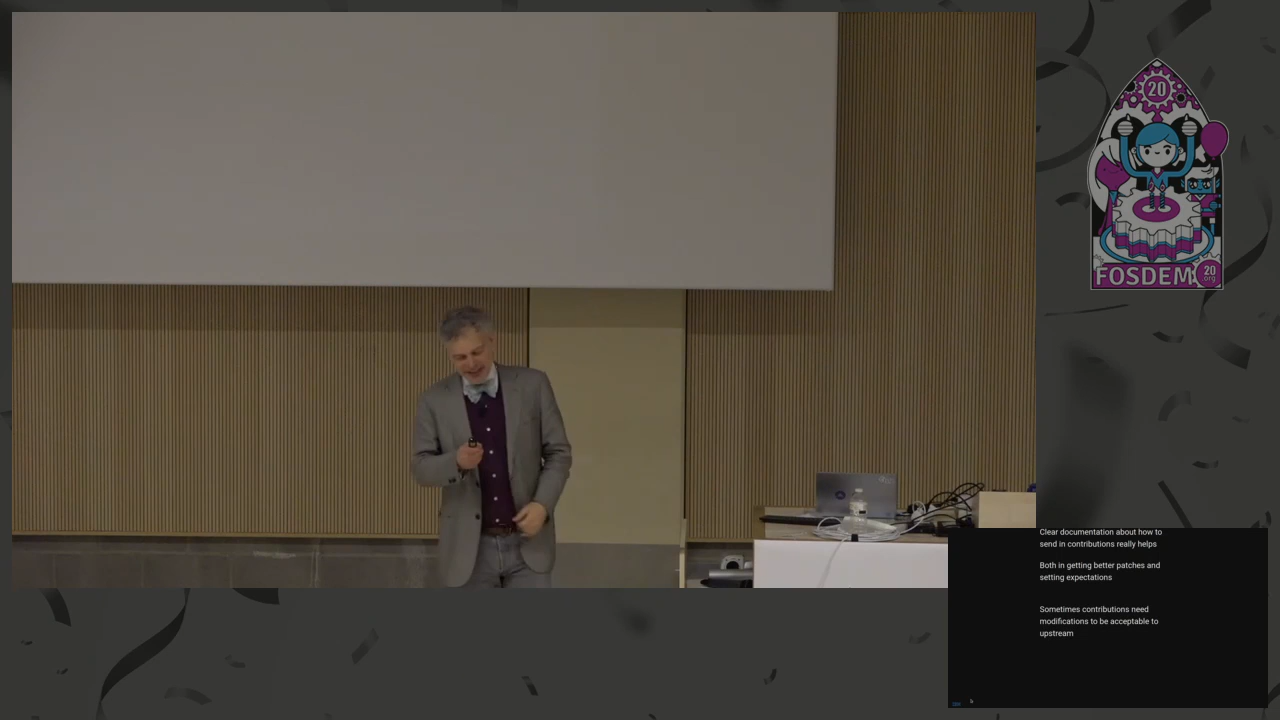 20
FOSDEM
20
.org
Clear documentation about how to
send in contributions really helps
Both in getting better patches and
setting expectations
Sometimes contributions need
modifications to be acceptable to
upstream